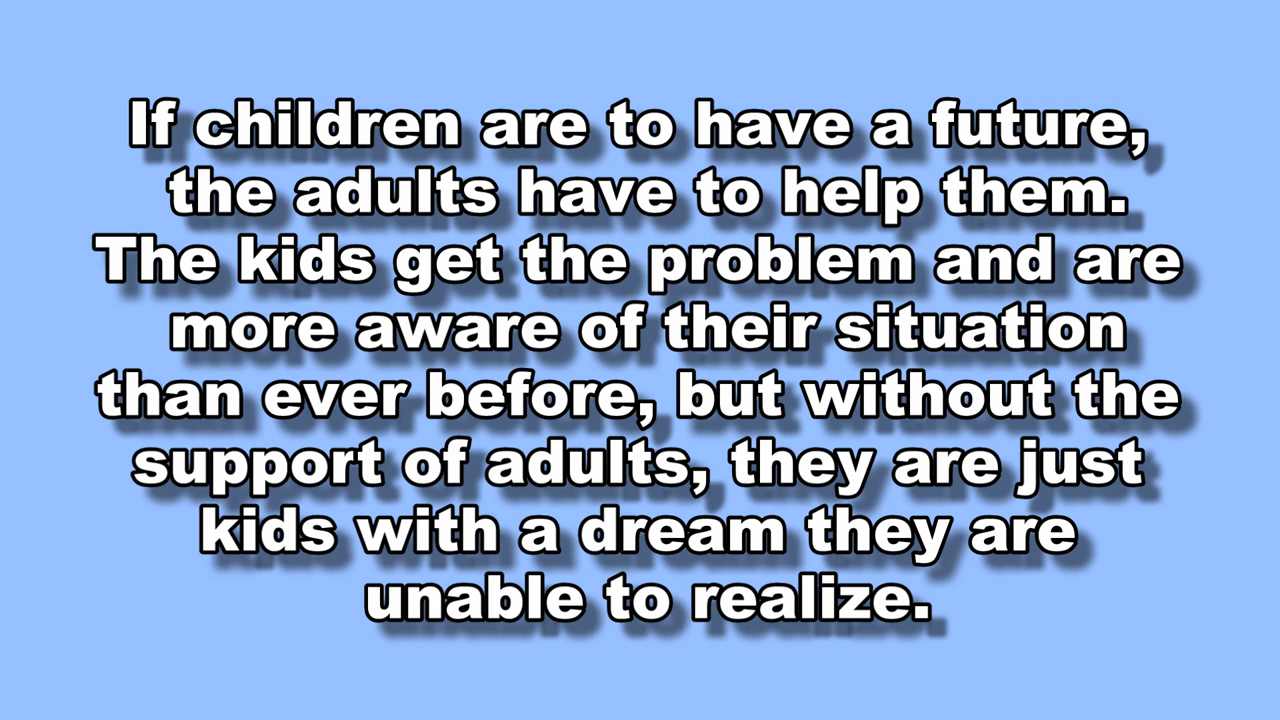 If children are to have a future,
the adults have to help them.
The kids get the problem and are
more aware of their situation
than ever before, but without the
support of adults, they are just
kids with a dream they are
unable to realize.